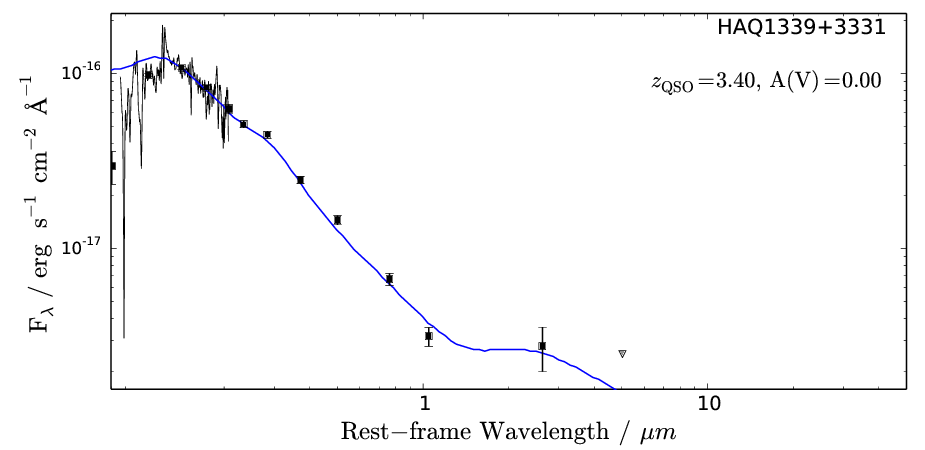 HAQ1339+3331
z_QSO=3.40, A(V)=0.00
10^−16
10^−17
F_λ / erg s^−1 cm^−2 Å^−1
1 10
Rest−frame Wavelength / μm